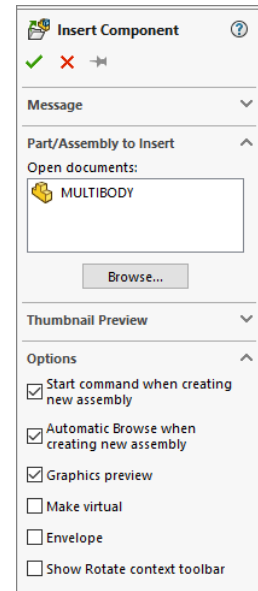 Insert Component
Message
Part/Assembly to Insert
Open documents:
MULTIBODY
Browse...
Thumbnail Preview
Options
Start command when creating
new assembly
Automatic Browse when
creating new assembly
Graphics preview
Make virtual
Envelope
Show Rotate context toolbar